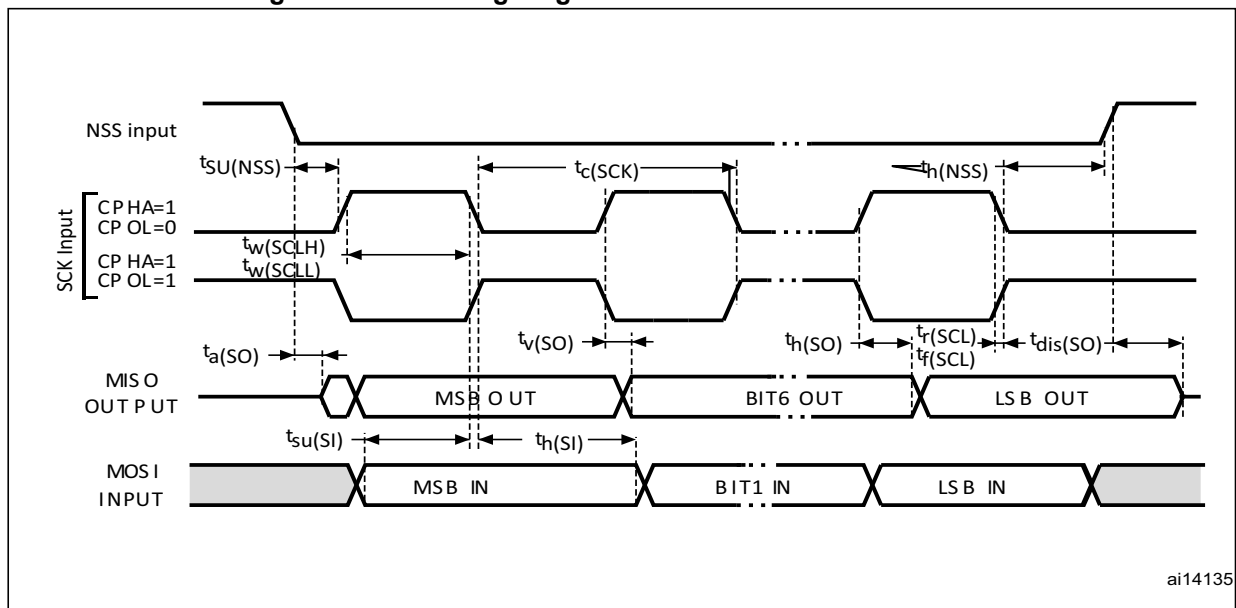 NSS input
tSU(NSS)
tc(SCK)
th(NSS)
SCK Input
CPHA=1
CPOL=0
tw(SCLH)
tw(SCLL)
CPHA=1
CPOL=1
ta(SO)
tv(SO)
th(SO)
tr(SCL)
tf(SCL)
tdis(SO)
MISO
OUTPUT
MSB OUT
BIT6 OUT
LSB OUT
tsu(SI)
th(SI)
MOSI
INPUT
MSB IN
BIT1 IN
LSB IN
ai14135